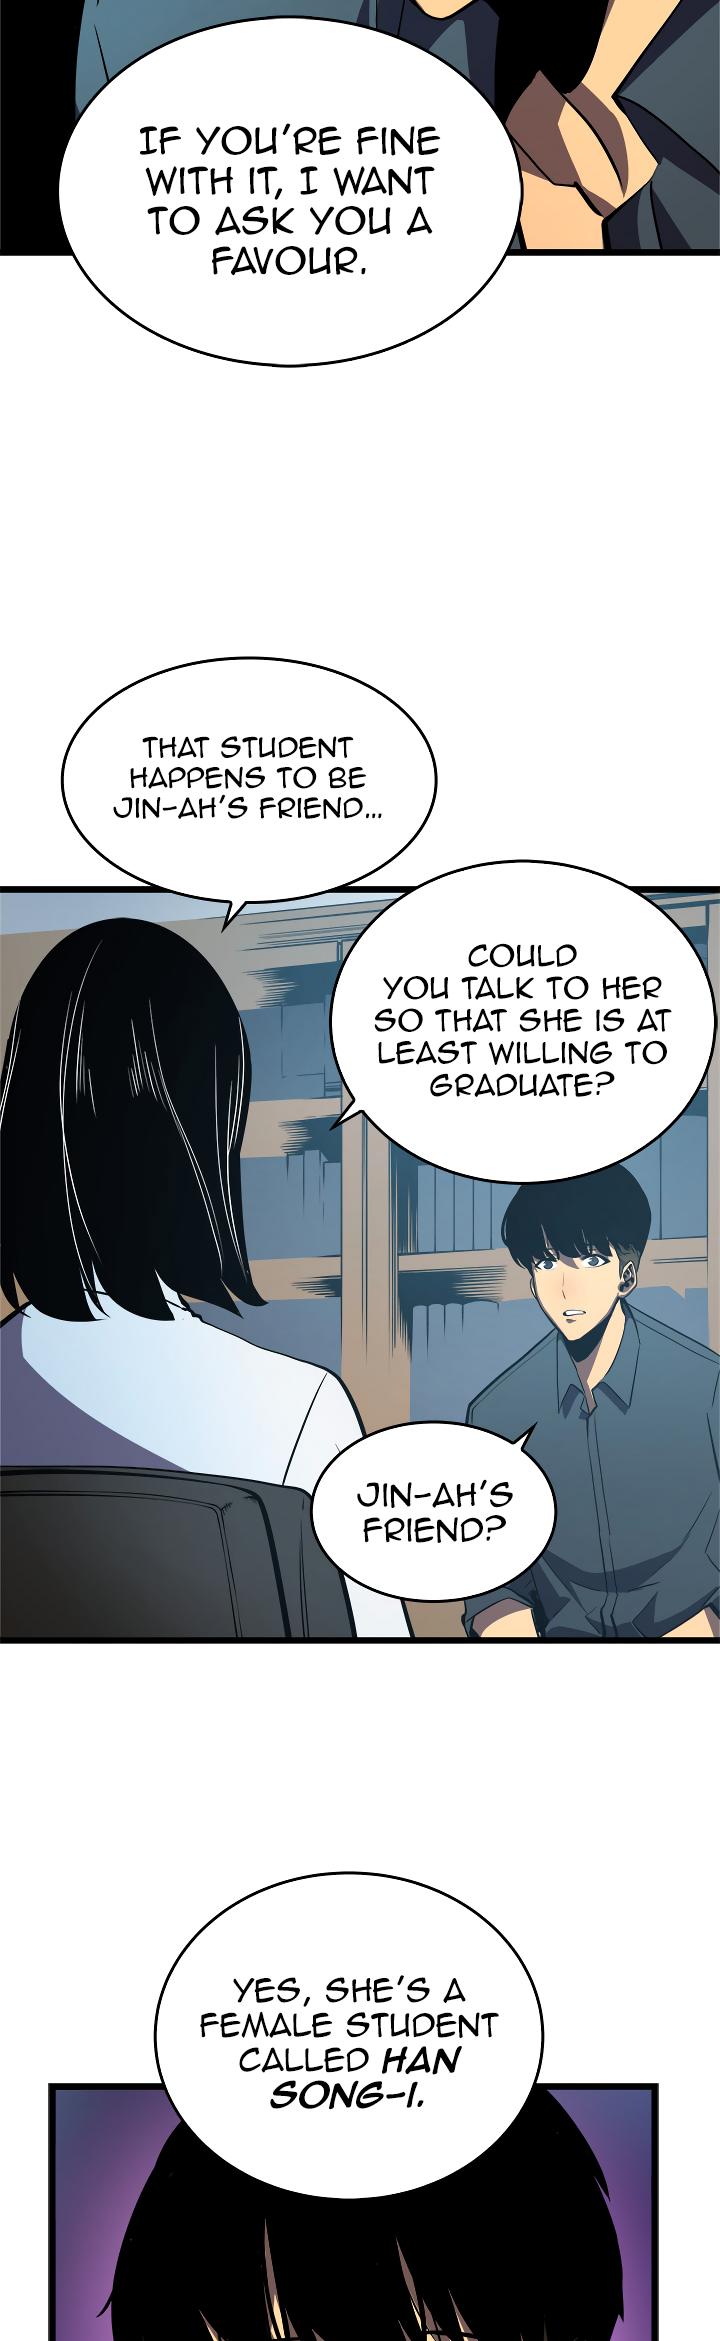 IF YOU'RE FINE
WITH IT, I WANT
TO ASK YOU A
FAVOUR.
THAT STUDENT
HAPPENS TO BE
JIN-AH'S FRIEND...
COULD
YOU TALK TO HER
SO THAT SHE IS AT
LEAST WILLING TO
GRADUATE?
JIN-AH'S
FRIEND?
YES, SHE'S A
FEMALE STUDENT
CALLED HAN
SONG-I.